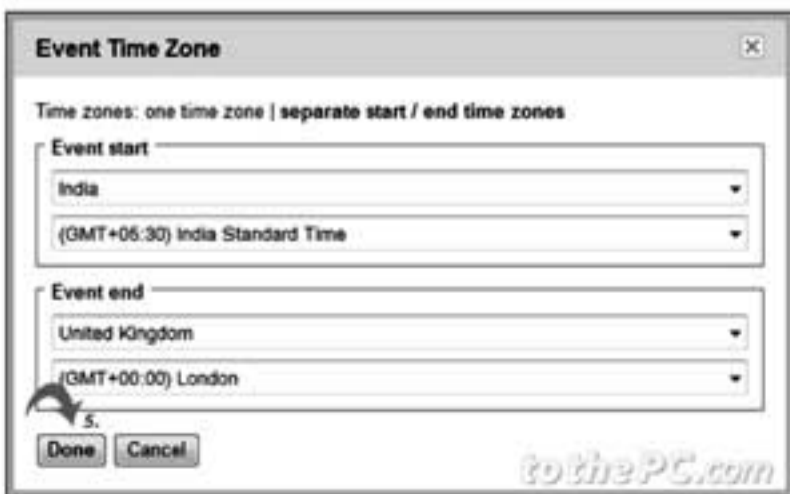 Event Time Zone
Time zones: one time zone | separate start / end time zones
Event start
India
(GMT+05:30) India Standard Time
Event end
United Kingdom
(GMT+00:00) London
5.
Done Cancel
tothePC.com